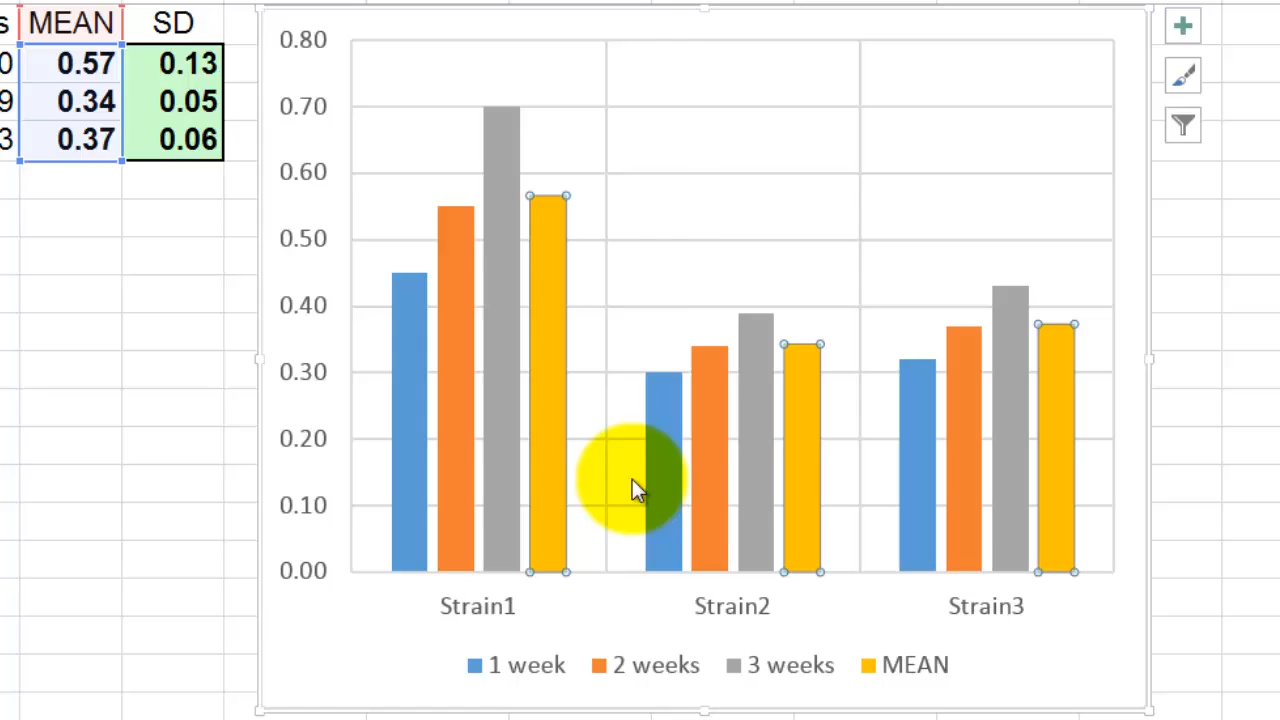 s MEAN SD
0 0.57 0.13
9 0.34 0.05
3 0.37 0.06
0.80
0.70
0.60
0.50
0.40
0.30
0.20
0.10
0.00
Strain1 Strain2 Strain3
1 week 2 weeks 3 weeks MEAN